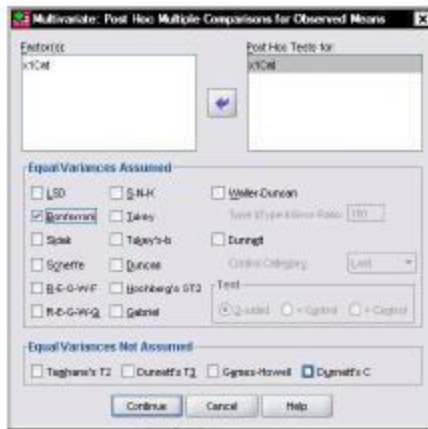 Multivariate: Post Hoc Multiple Comparisons for Observed Means
Factor(s):
x1Cat
Post Hoc Tests for:
x1Cat
Equal Variances Assumed
LSD
S-N-K
Waller-Duncan
Bonferroni
Tukey
Type I/Type II Error Ratio: 100
Sidak
Tukey's-b
Dunnett
Scheffe
Duncan
Control Category: Last
R-E-G-W-F
Hochberg's GT2
Test
R-E-G-W-Q
Gabriel
2-sided
< Control
> Control
Equal Variances Not Assumed
Tamhane's T2
Dunnett's T3
Games-Howell
Dunnett's C
Continue
Cancel
Help